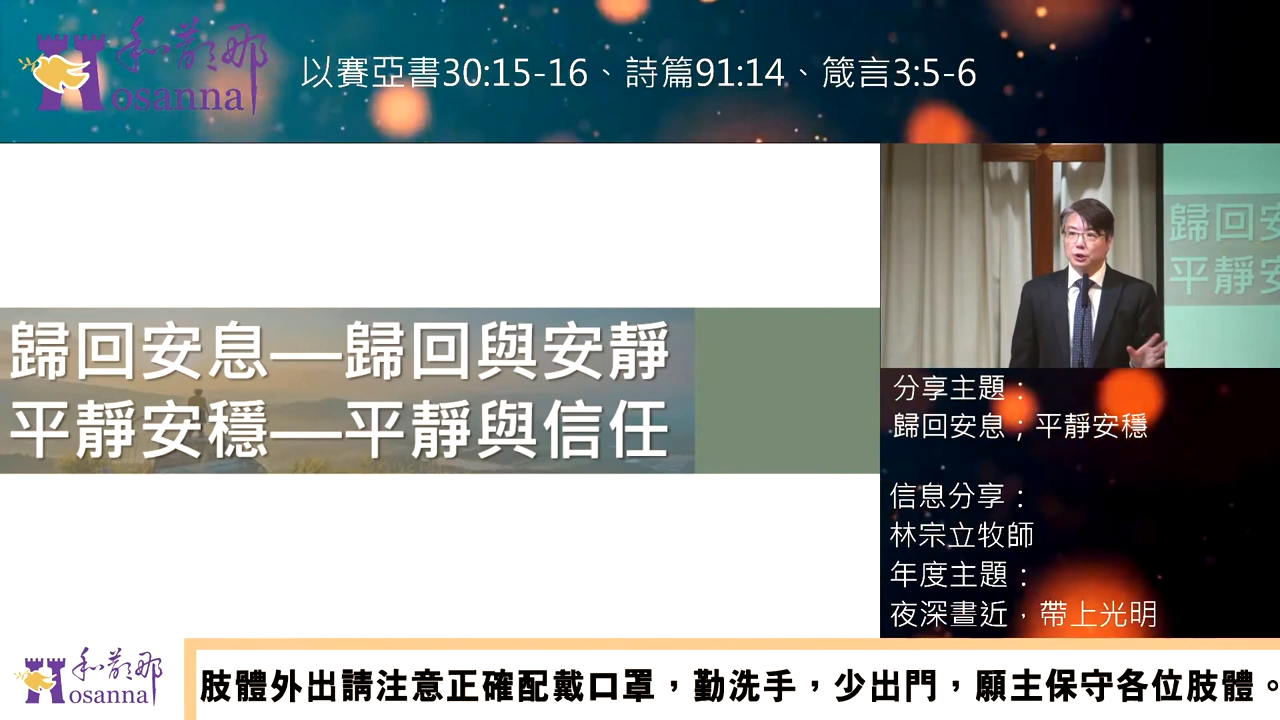 和散那
Hosanna
以賽亞書30:15-16、詩篇91:14、箴言3:5-6
歸回安息—歸回與安靜
平靜安穩—平靜與信任
歸回安
平靜安
分享主題：
歸回安息；平靜安穩
信息分享：
林宗立牧師
年度主題：
夜深晝近，帶上光明
和散那
Hosanna
肢體外出請注意正確配戴口罩，勤洗手，少出門，願主保守各位肢體。